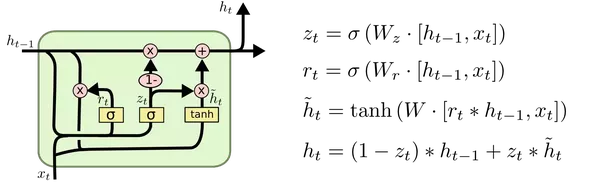 h_t
h_{t-1}
x
+
1-
x
r_t
z_t
x
h̃_t
σ
σ
tanh
x_t
z_t = σ (W_z · [h_{t-1}, x_t])
r_t = σ (W_r · [h_{t-1}, x_t])
h̃_t = tanh (W · [r_t * h_{t-1}, x_t])
h_t = (1 − z_t) * h_{t-1} + z_t * h̃_t